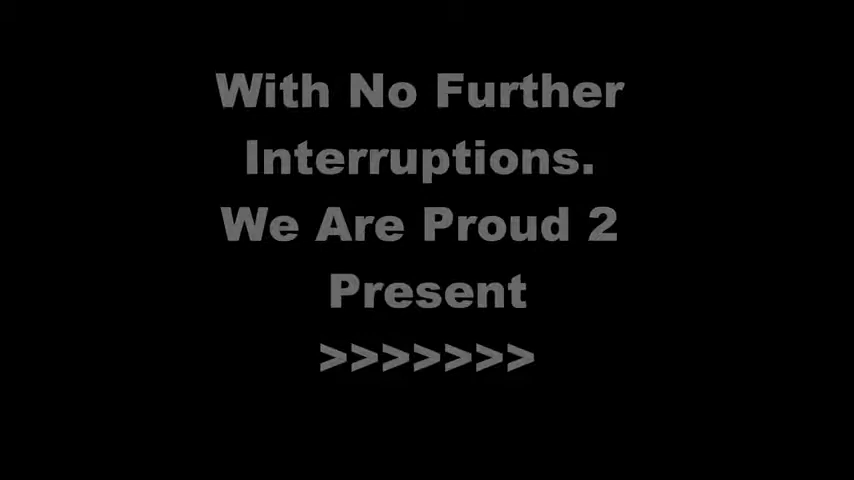 With No Further
Interruptions.
We Are Proud 2
Present
>>>>>>>